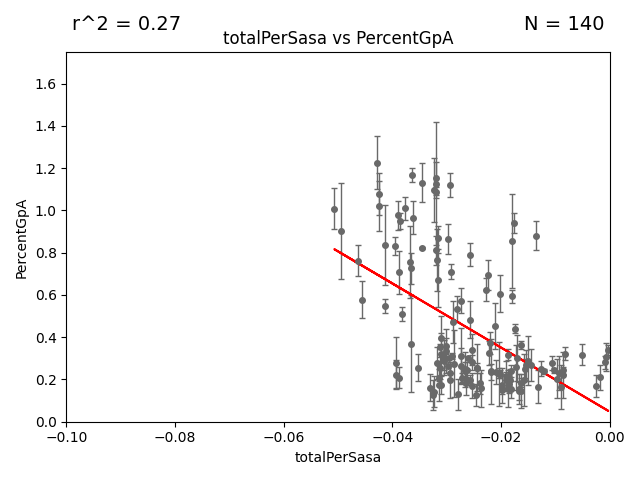 r^2 = 0.27 N = 140
totalPerSasa vs PercentGpA
1.6
1.4
1.2
1.0
0.8
0.6
0.4
0.2
0.0
PercentGpA
−0.10 −0.08 −0.06 −0.04 −0.02 0.00
totalPerSasa